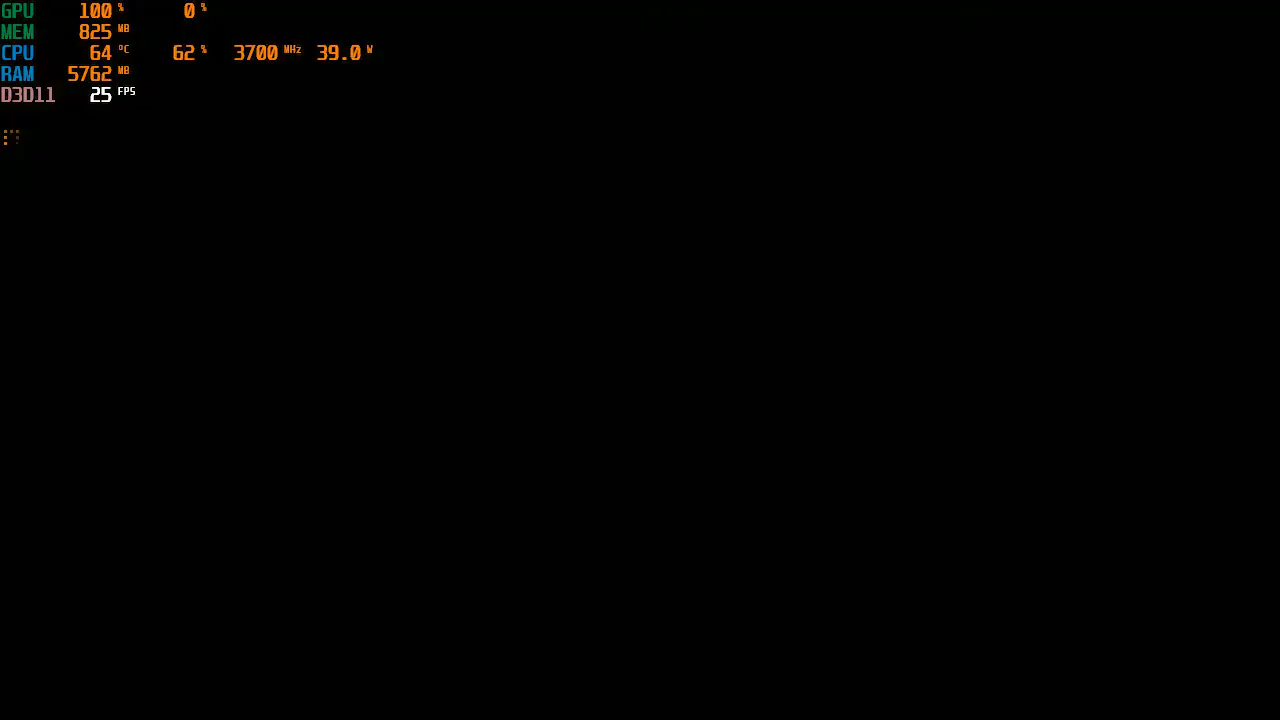 GPU 100 % 0 %
MEM 825 MB
CPU 64 °C 62 % 3700 MHz 39.0 W
RAM 5762 MB
D3D11 25 FPS